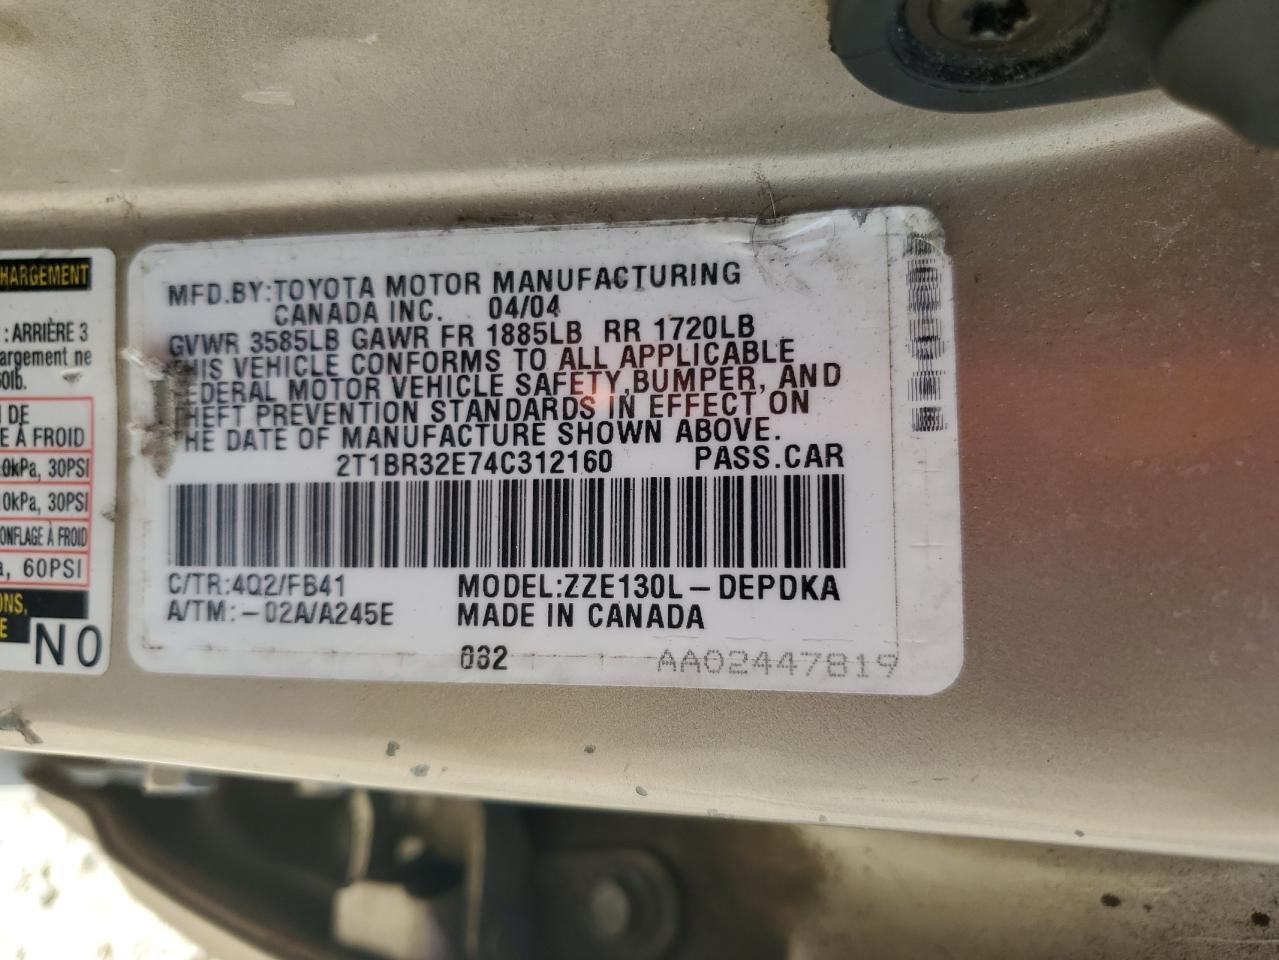 HARGEMENT
: ARRIÈRE 3
argement ne
60lb.
N DE
E À FROID
0kPa, 30PSI
0kPa, 30PSI
ONFLAGE À FROID
a, 60PSI
ONS,
E
NO
MFD.BY:TOYOTA MOTOR MANUFACTURING
CANADA INC. 04/04
GVWR 3585LB GAWR FR 1885LB RR 1720LB
THIS VEHICLE CONFORMS TO ALL APPLICABLE
FEDERAL MOTOR VEHICLE SAFETY,BUMPER, AND
THEFT PREVENTION STANDARDS IN EFFECT ON
THE DATE OF MANUFACTURE SHOWN ABOVE.
2T1BR32E74C312160 PASS.CAR
C/TR:4Q2/FB41 MODEL:ZZE130L-DEPDKA
A/TM:-02A/A245E MADE IN CANADA
032 AA02447819